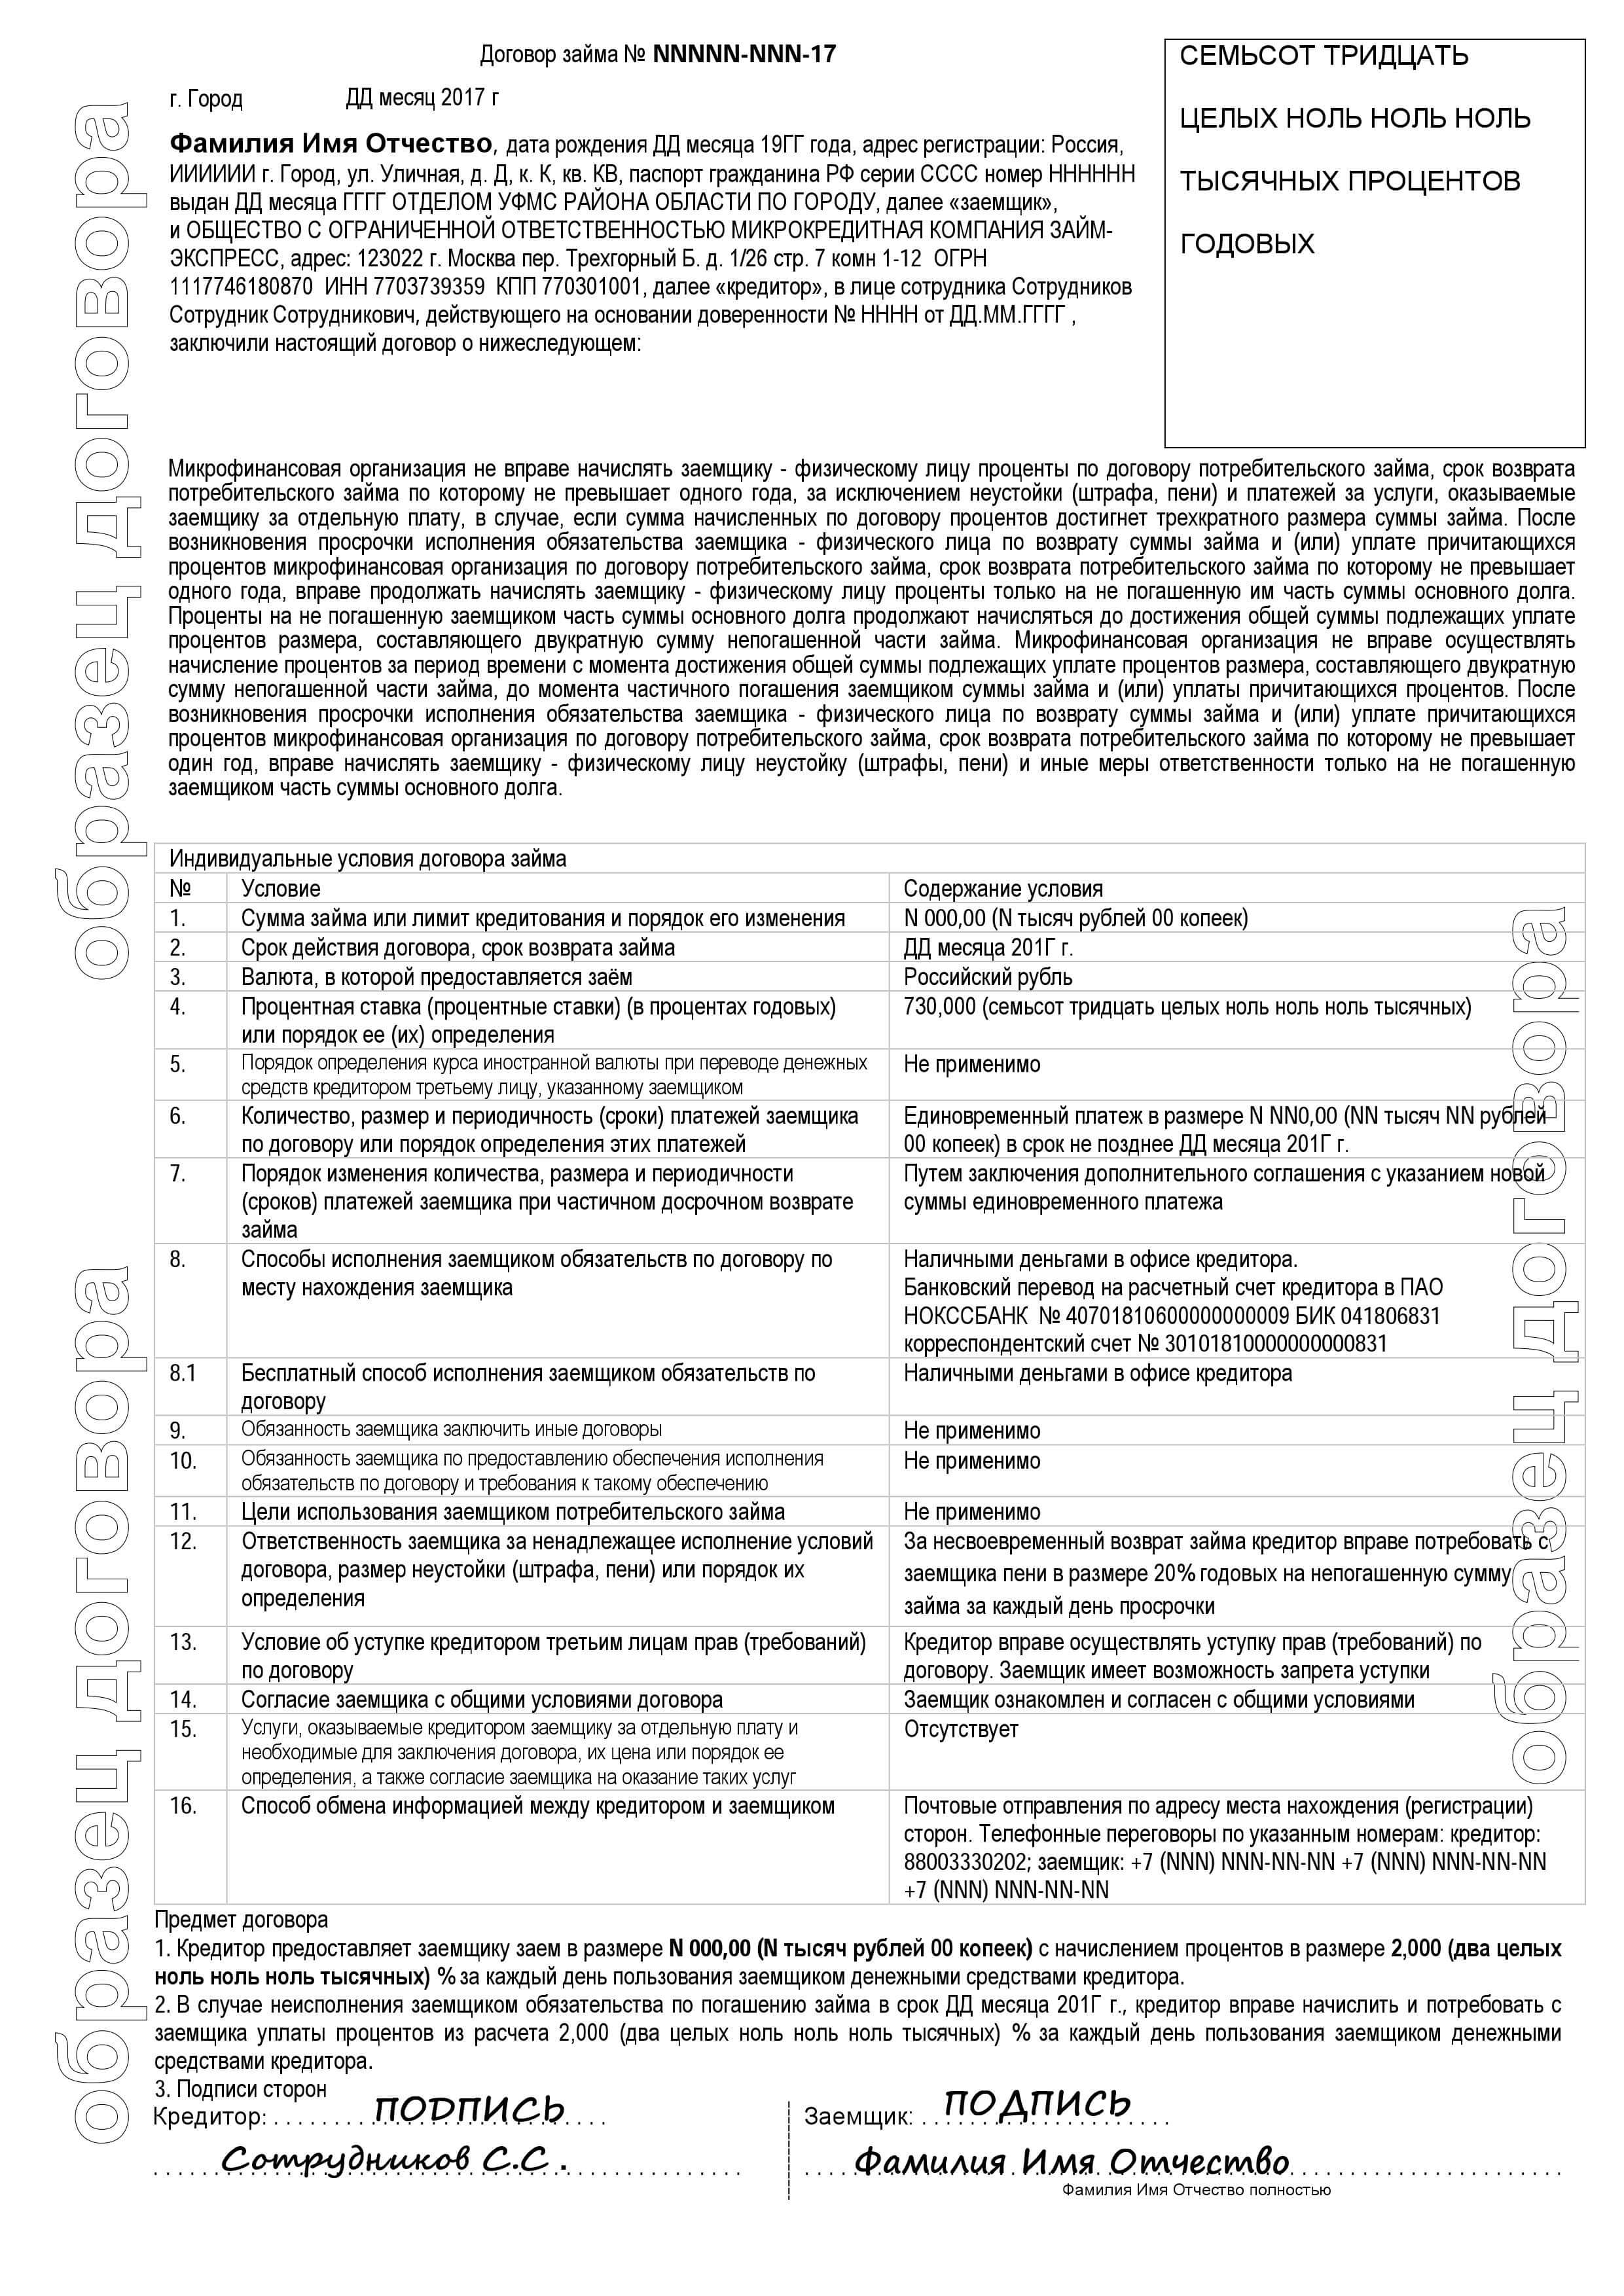 Договор займа № NNNNN-NNN-17
г. Город ДД месяц 2017 г
СЕМЬСОТ ТРИДЦАТЬ
ЦЕЛЫХ НОЛЬ НОЛЬ НОЛЬ
ТЫСЯЧНЫХ ПРОЦЕНТОВ
ГОДОВЫХ
Фамилия Имя Отчество, дата рождения ДД месяца 19ГГ года, адрес регистрации: Россия,
ИИИИИИ г. Город, ул. Уличная, д. Д, к. К, кв. КВ, паспорт гражданина РФ серии СССС номер НННННН
выдан ДД месяца ГГГГ ОТДЕЛОМ УФМС РАЙОНА ОБЛАСТИ ПО ГОРОДУ, далее «заемщик»,
и ОБЩЕСТВО С ОГРАНИЧЕННОЙ ОТВЕТСТВЕННОСТЬЮ МИКРОКРЕДИТНАЯ КОМПАНИЯ ЗАЙМ-
ЭКСПРЕСС, адрес: 123022 г. Москва пер. Трехгорный Б. д. 1/26 стр. 7 комн 1-12 ОГРН
1117746180870 ИНН 7703739359 КПП 770301001, далее «кредитор», в лице сотрудника Сотрудников
Сотрудник Сотрудникович, действующего на основании доверенности № НННН от ДД.ММ.ГГГГ ,
заключили настоящий договор о нижеследующем:
Микрофинансовая организация не вправе начислять заемщику - физическому лицу проценты по договору потребительского займа, срок возврата
потребительского займа по которому не превышает одного года, за исключением неустойки (штрафа, пени) и платежей за услуги, оказываемые
заемщику за отдельную плату, в случае, если сумма начисленных по договору процентов достигнет трехкратного размера суммы займа. После
возникновения просрочки исполнения обязательства заемщика - физического лица по возврату суммы займа и (или) уплате причитающихся
процентов микрофинансовая организация по договору потребительского займа, срок возврата потребительского займа по которому не превышает
одного года, вправе продолжать начислять заемщику - физическому лицу проценты только на не погашенную им часть суммы основного долга.
Проценты на не погашенную заемщиком часть суммы основного долга продолжают начисляться до достижения общей суммы подлежащих уплате
процентов размера, составляющего двукратную сумму непогашенной части займа. Микрофинансовая организация не вправе осуществлять
начисление процентов за период времени с момента достижения общей суммы подлежащих уплате процентов размера, составляющего двукратную
сумму непогашенной части займа, до момента частичного погашения заемщиком суммы займа и (или) уплаты причитающихся процентов. После
возникновения просрочки исполнения обязательства заемщика - физического лица по возврату суммы займа и (или) уплате причитающихся
процентов микрофинансовая организация по договору потребительского займа, срок возврата потребительского займа по которому не превышает
один год, вправе начислять заемщику - физическому лицу неустойку (штрафы, пени) и иные меры ответственности только на не погашенную
заемщиком часть суммы основного долга.
Индивидуальные условия договора займа
№ Условие Содержание условия
1. Сумма займа или лимит кредитования и порядок его изменения N 000,00 (N тысяч рублей 00 копеек)
2. Срок действия договора, срок возврата займа ДД месяца 201Г г.
3. Валюта, в которой предоставляется заём Российский рубль
4. Процентная ставка (процентные ставки) (в процентах годовых) 730,000 (семьсот тридцать целых ноль ноль ноль тысячных)
или порядок ее (их) определения
5. Порядок определения курса иностранной валюты при переводе денежных Не применимо
средств кредитором третьему лицу, указанному заемщиком
6. Количество, размер и периодичность (сроки) платежей заемщика Единовременный платеж в размере N NN0,00 (NN тысяч NN рублей
по договору или порядок определения этих платежей 00 копеек) в срок не позднее ДД месяца 201Г г.
7. Порядок изменения количества, размера и периодичности Путем заключения дополнительного соглашения с указанием новой
(сроков) платежей заемщика при частичном досрочном возврате суммы единовременного платежа
займа
8. Способы исполнения заемщиком обязательств по договору по Наличными деньгами в офисе кредитора.
месту нахождения заемщика Банковский перевод на расчетный счет кредитора в ПАО
НОКССБАНК № 40701810600000000009 БИК 041806831
корреспондентский счет № 30101810000000000831
8.1 Бесплатный способ исполнения заемщиком обязательств по Наличными деньгами в офисе кредитора
договору
9. Обязанность заемщика заключить иные договоры Не применимо
10. Обязанность заемщика по предоставлению обеспечения исполнения Не применимо
обязательств по договору и требования к такому обеспечению
11. Цели использования заемщиком потребительского займа Не применимо
12. Ответственность заемщика за ненадлежащее исполнение условий За несвоевременный возврат займа кредитор вправе потребовать с
договора, размер неустойки (штрафа, пени) или порядок их заемщика пени в размере 20% годовых на непогашенную сумму
определения займа за каждый день просрочки
13. Условие об уступке кредитором третьим лицам прав (требований) Кредитор вправе осуществлять уступку прав (требований) по
по договору договору. Заемщик имеет возможность запрета уступки
14. Согласие заемщика с общими условиями договора Заемщик ознакомлен и согласен с общими условиями
15. Услуги, оказываемые кредитором заемщику за отдельную плату и Отсутствует
необходимые для заключения договора, их цена или порядок ее
определения, а также согласие заемщика на оказание таких услуг
16. Способ обмена информацией между кредитором и заемщиком Почтовые отправления по адресу места нахождения (регистрации)
сторон. Телефонные переговоры по указанным номерам: кредитор:
88003330202; заемщик: +7 (NNN) NNN-NN-NN +7 (NNN) NNN-NN-NN
+7 (NNN) NNN-NN-NN
Предмет договора
1. Кредитор предоставляет заемщику заем в размере N 000,00 (N тысяч рублей 00 копеек) с начислением процентов в размере 2,000 (два целых
ноль ноль ноль тысячных) % за каждый день пользования заемщиком денежными средствами кредитора.
2. В случае неисполнения заемщиком обязательства по погашению займа в срок ДД месяца 201Г г., кредитор вправе начислить и потребовать с
заемщика уплаты процентов из расчета 2,000 (два целых ноль ноль ноль тысячных) % за каждый день пользования заемщиком денежными
средствами кредитора.
3. Подписи сторон
Кредитор: ПОДПИСЬ Заемщик: ПОДПИСЬ
Сотрудников С.С. Фамилия Имя Отчество
Фамилия Имя Отчество полностью
образец договора
образец договора
образец договора